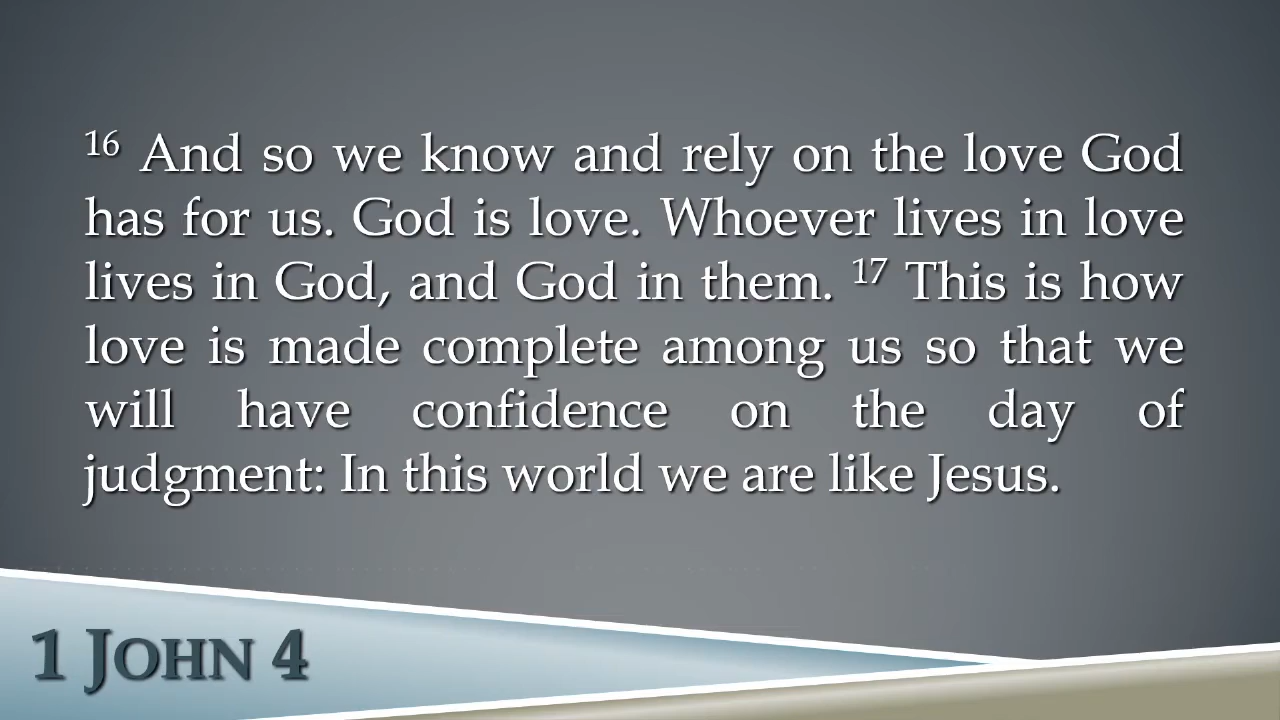 16 And so we know and rely on the love God
has for us. God is love. Whoever lives in love
lives in God, and God in them. 17 This is how
love is made complete among us so that we
will have confidence on the day of
judgment: In this world we are like Jesus.
1 JOHN 4